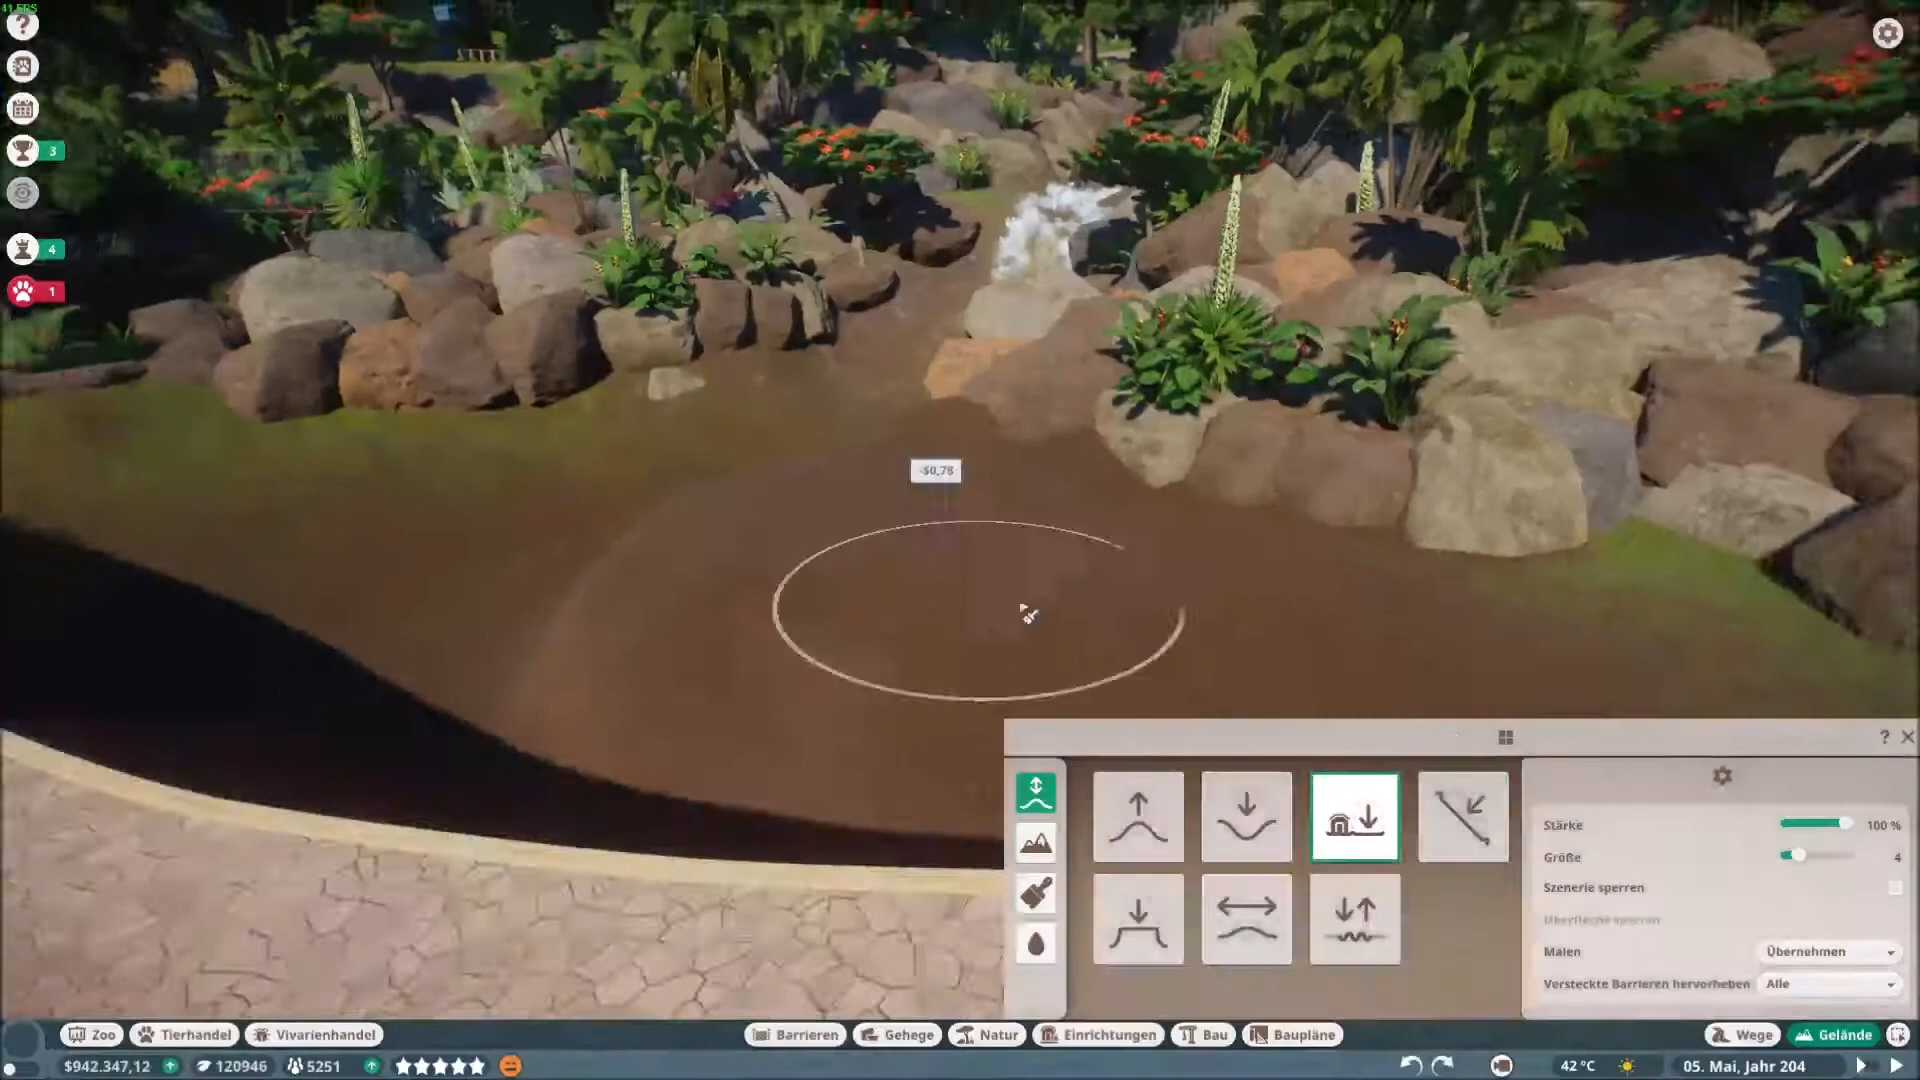 41 FPS
?
3
4
1
-$0,78
? ×
Stärke 100 %
Größe 4
Szenerie sperren
Oberfläche sperren
Malen Übernehmen
Versteckte Barrieren hervorheben Alle
Zoo Tierhandel Vivarienhandel Barrieren Gehege Natur Einrichtungen Bau Baupläne Wege Gelände
$942.347,12 120946 5251 42 °C 05. Mai, Jahr 204